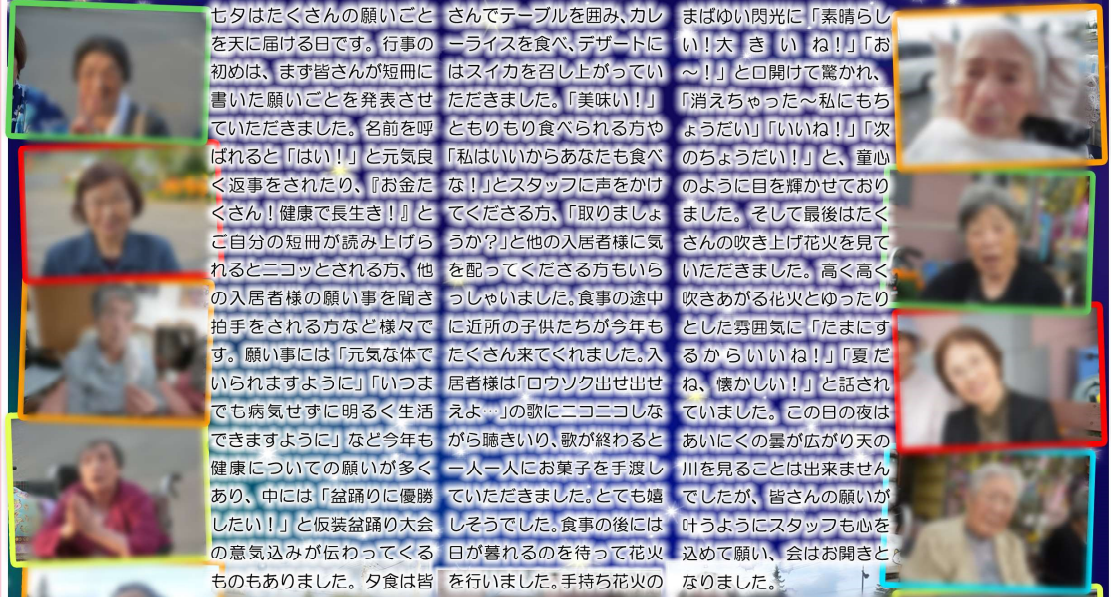 七夕はたくさんの願いごと
を天に届ける日です。行事の
初めは、まず皆さんが短冊に
書いた願いごとを発表させ
ていただきました。名前を呼
ばれると「はい！」と元気良
く返事をされたり、『お金た
くさん！健康で長生き！』と
ご自分の短冊が読み上げら
れるとニコッとされる方、他
の入居者様の願い事を聞き
拍手をされる方など様々で
す。願い事には「元気な体で
いられますように」「いつま
でも病気せずに明るく生活
できますように」など今年も
健康についての願いが多く
あり、中には「盆踊りに優勝
したい！」と仮装盆踊り大会
の意気込みが伝わってくる
ものもありました。夕食は皆
さんでテーブルを囲み、カレ
ーライスを食べ、デザートに
はスイカを召し上がってい
ただきました。「美味い！」
ともりもり食べられる方や
「私はいいからあなたも食べ
な！」とスタッフに声をかけ
てくださる方、「取りましょ
うか？」と他の入居者様に気
を配ってくださる方もいら
っしゃいました。食事の途中
に近所の子供たちが今年も
たくさん来てくれました。入
居者様は「ロウソク出せ出せ
えよ…」の歌にニコニコしな
がら聴きいり、歌が終わると
一人一人にお菓子を手渡し
ていただきました。とても嬉
しそうでした。食事の後には
日が暮れるのを待って花火
を行いました。手持ち花火の
まばゆい閃光に「素晴らし
い！大きいね！」「お
～！」と口開けて驚かれ、
「消えちゃった～私にもち
ょうだい」「いいね！」「次
のちょうだい！」と、童心
のように目を輝かせており
ました。そして最後はたく
さんの吹き上げ花火を見て
いただきました。高く高く
吹きあがる花火とゆったり
とした雰囲気に「たまにす
るからいいね！」「夏だ
ね、懐かしい！」と話され
ていました。この日の夜は
あいにくの曇が広がり天の
川を見ることは出来ません
でしたが、皆さんの願いが
叶うようにスタッフも心を
込めて願い、会はお開きと
なりました。